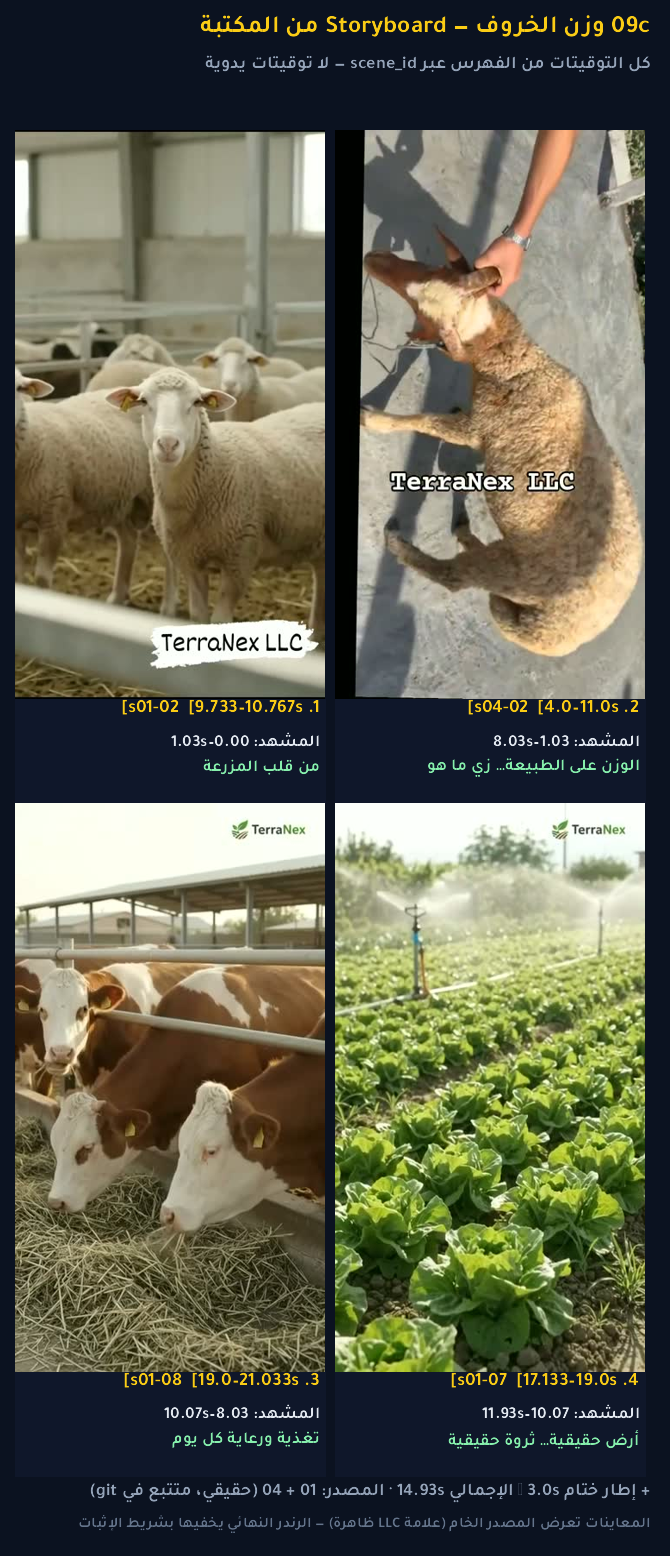 09c وزن الخروف — Storyboard من المكتبة
كل التوقيتات من الفهرس عبر scene_id — لا توقيتات يدوية
TerraNex LLC
TerraNex LLC
1. [s01-02 [9.733–10.767s
المشهد: 0.00–1.03s
من قلب المزرعة
2. [s04-02 [4.0–11.0s
المشهد: 1.03–8.03s
الوزن على الطبيعة… زي ما هو
TerraNex
TerraNex
3. [s01-08 [19.0–21.033s
المشهد: 8.03–10.07s
تغذية ورعاية كل يوم
4. [s01-07 [17.133–19.0s
المشهد: 10.07–11.93s
أرض حقيقية… ثروة حقيقية
+ إطار ختام 3.0s الإجمالي 14.93s · المصدر: 01 + 04 (حقيقي، متتبع في git)
المعاينات تعرض المصدر الخام (علامة LLC ظاهرة) — الرندر النهائي يخفيها بشريط الإثبات